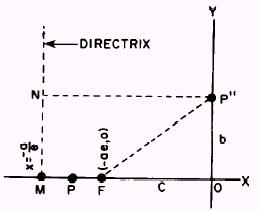 Y
DIRECTRIX
N
P"
x=-a/e
(-ae,0)
b
M P F C O X